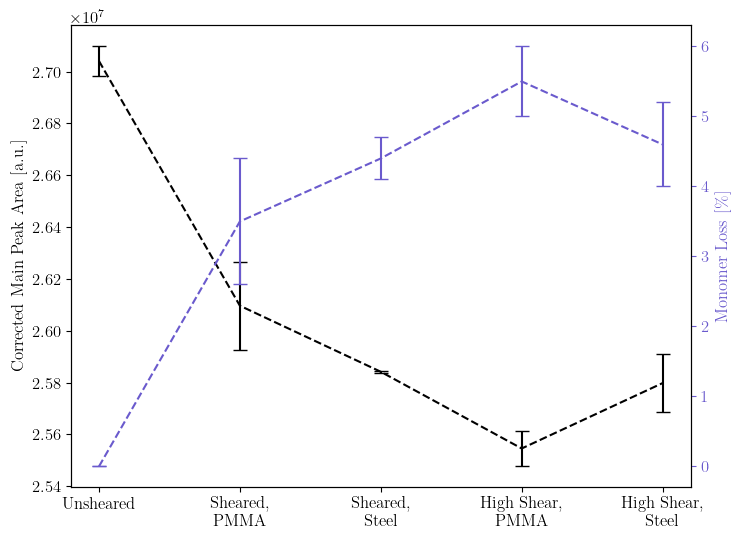 ×10⁷
2.70
2.68
2.66
2.64
2.62
2.60
2.58
2.56
2.54
Corrected Main Peak Area [a.u.]
6
5
4
3
2
1
0
Monomer Loss [%]
Unsheared
Sheared,
PMMA
Sheared,
Steel
High Shear,
PMMA
High Shear,
Steel